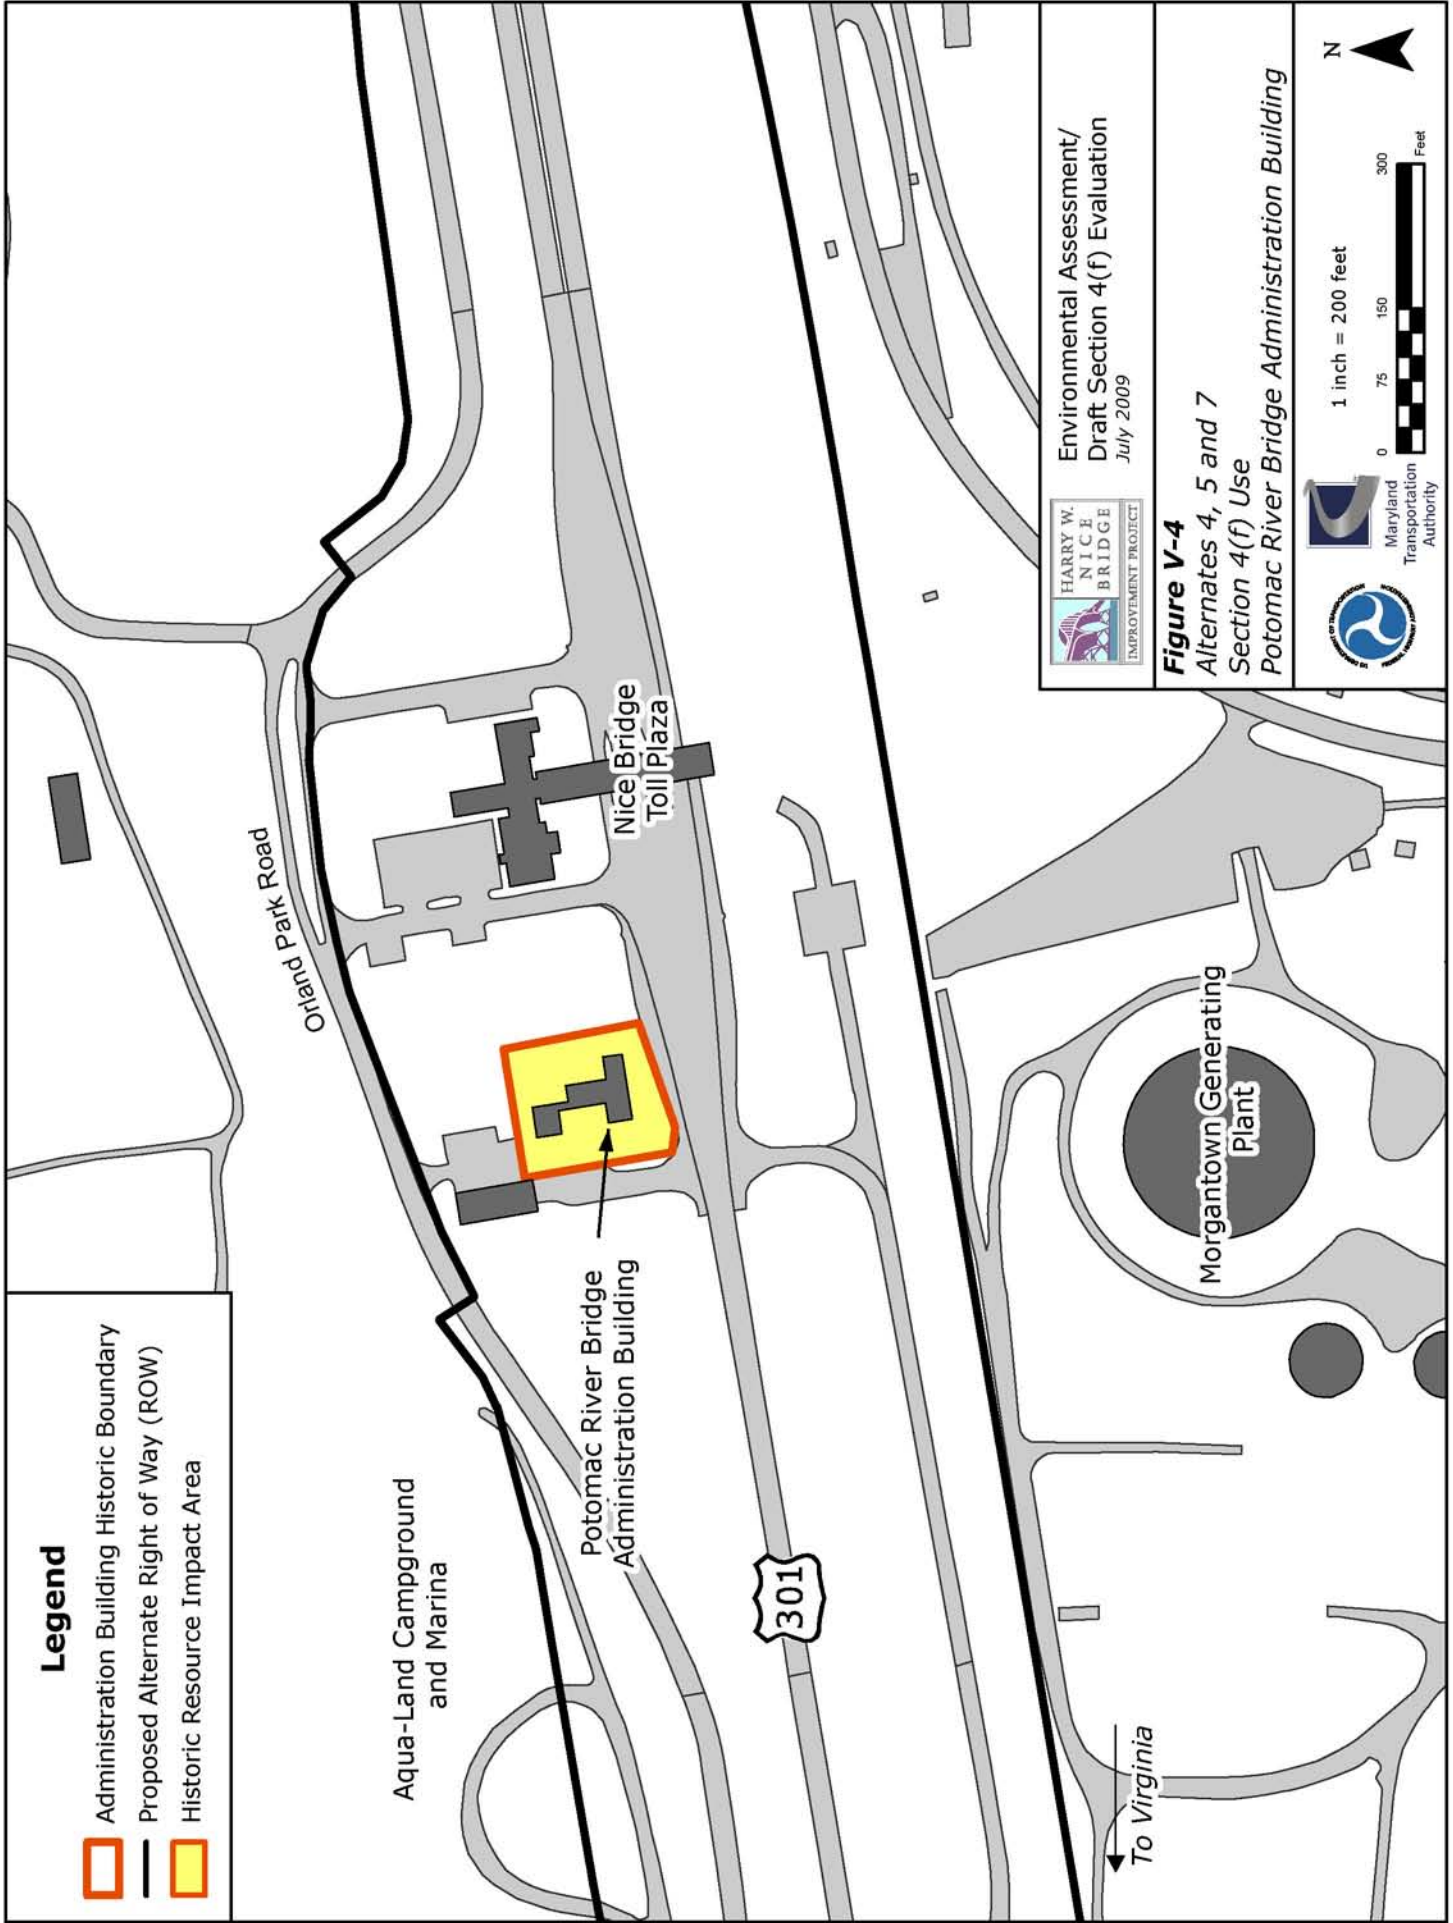 Legend
Administration Building Historic Boundary
Proposed Alternate Right of Way (ROW)
Historic Resource Impact Area
Orland Park Road
Aqua-Land Campground
and Marina
Potomac River Bridge
Administration Building
Nice Bridge
Toll Plaza
301
Morgantown Generating
Plant
To Virginia
HARRY W.
NICE
BRIDGE
IMPROVEMENT PROJECT
Environmental Assessment/
Draft Section 4(f) Evaluation
July 2009
Figure V-4
Alternates 4, 5 and 7
Section 4(f) Use
Potomac River Bridge Administration Building
Maryland
Transportation
Authority
1 inch = 200 feet
0 75 150 300
Feet
N